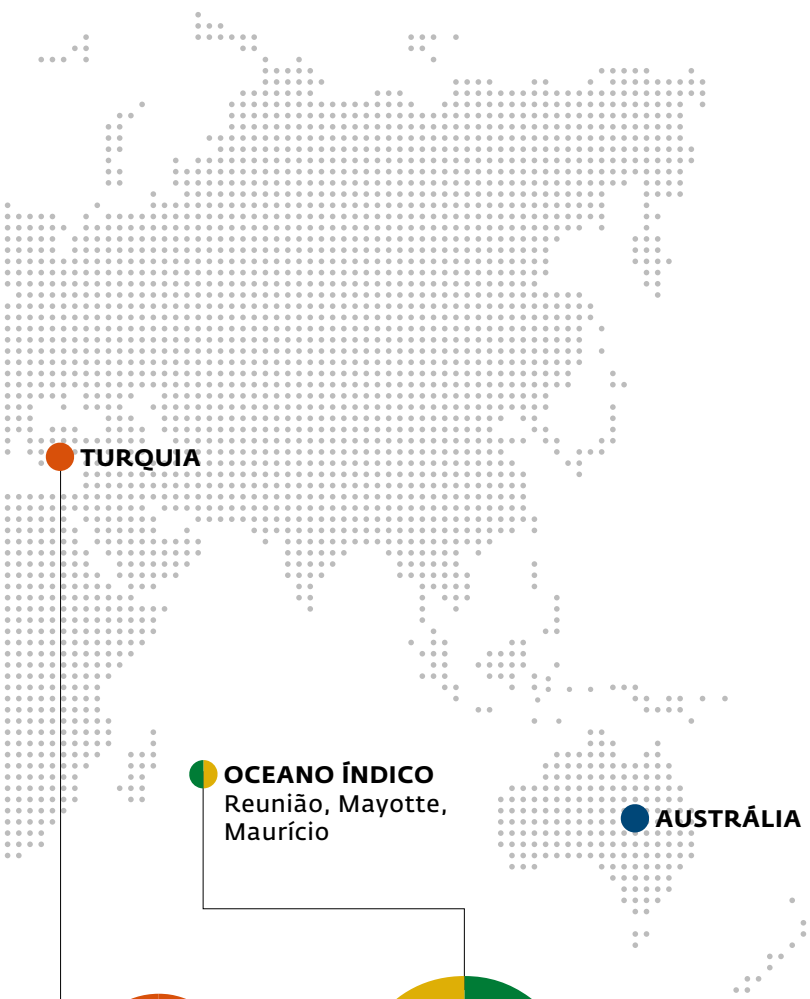 TURQUIA
OCEANO ÍNDICO
Reunião, Mayotte,
Maurício
AUSTRÁLIA